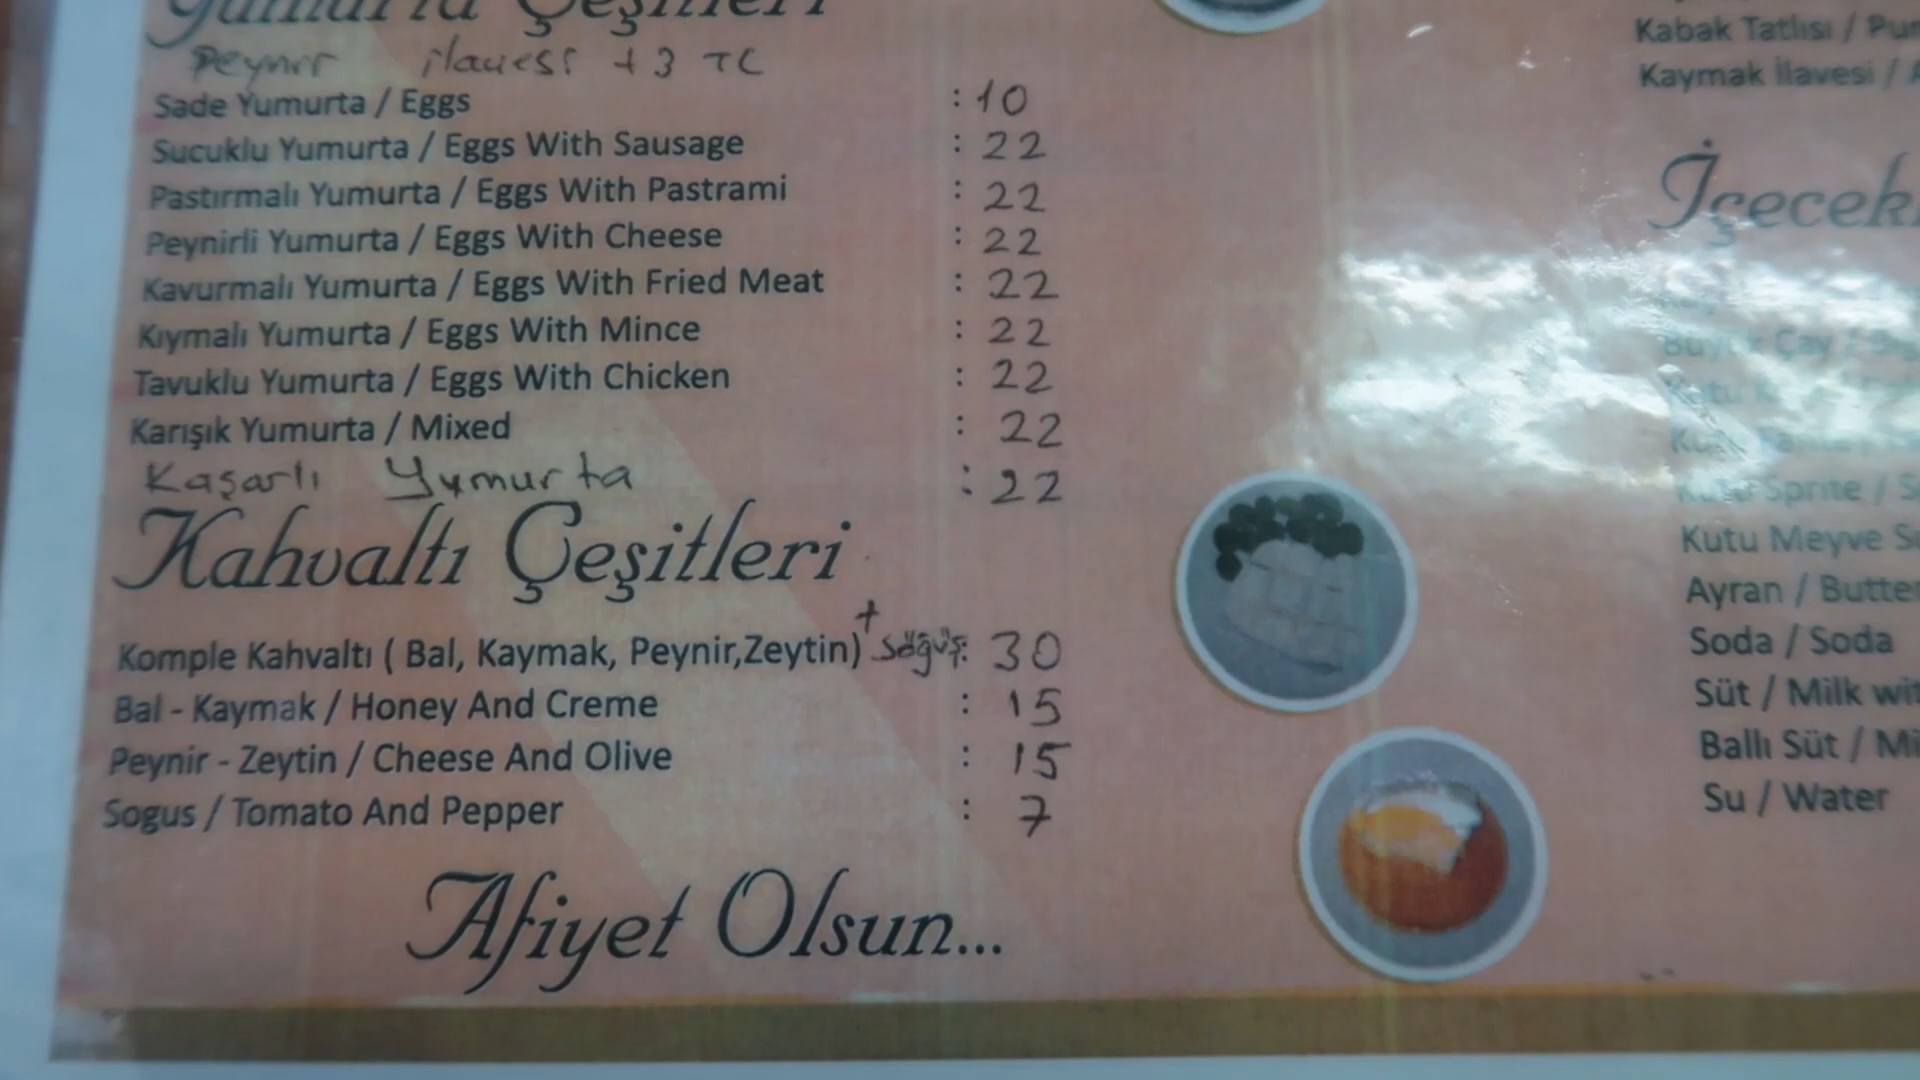 Yumurta Çeşitleri
Peynir ilavesi +3 TL
Sade Yumurta / Eggs : 10
Sucuklu Yumurta / Eggs With Sausage : 22
Pastırmalı Yumurta / Eggs With Pastrami : 22
Peynirli Yumurta / Eggs With Cheese : 22
Kavurmalı Yumurta / Eggs With Fried Meat : 22
Kıymalı Yumurta / Eggs With Mince : 22
Tavuklu Yumurta / Eggs With Chicken : 22
Karışık Yumurta / Mixed : 22
Kaşarlı Yumurta : 22
Kahvaltı Çeşitleri
Komple Kahvaltı ( Bal, Kaymak, Peynir,Zeytin) + söğüş: 30
Bal - Kaymak / Honey And Creme : 15
Peynir - Zeytin / Cheese And Olive : 15
Sogus / Tomato And Pepper : 7
Afiyet Olsun...
Kabak Tatlısı /
Kaymak İlavesi /
Büyük Çay /
Sprite /
Kutu Meyve
Ayran /
Soda / Soda
Süt / Milk
Ballı Süt /
Su / Water